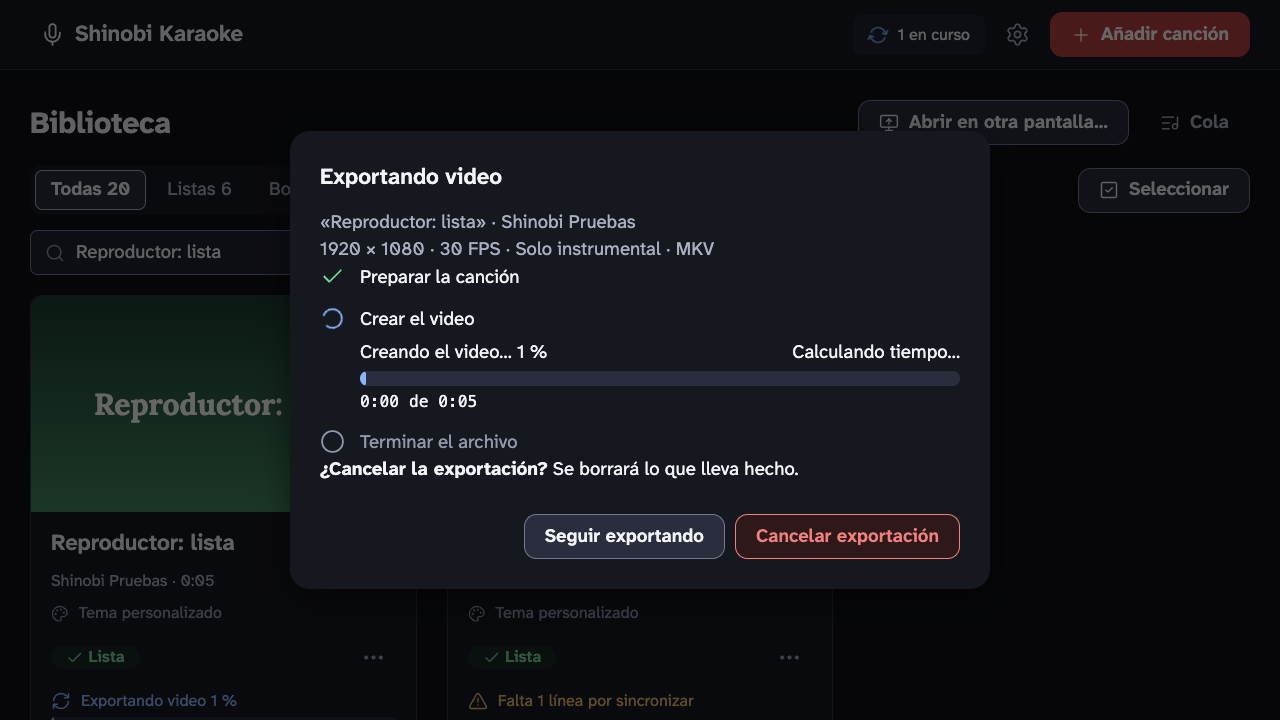 Shinobi Karaoke
1 en curso
Añadir canción
Biblioteca
Abrir en otra pantalla...
Cola
Todas 20
Listas 6
Bo
Seleccionar
Reproductor: lista
Exportando video
«Reproductor: lista» · Shinobi Pruebas
1920 × 1080 · 30 FPS · Solo instrumental · MKV
Preparar la canción
Crear el video
Creando el video... 1 %
Calculando tiempo...
0:00 de 0:05
Terminar el archivo
¿Cancelar la exportación? Se borrará lo que lleva hecho.
Seguir exportando
Cancelar exportación
Reproductor:
Reproductor: lista
Shinobi Pruebas · 0:05
Tema personalizado
Lista
Exportando video 1 %
Tema personalizado
Lista
Falta 1 línea por sincronizar